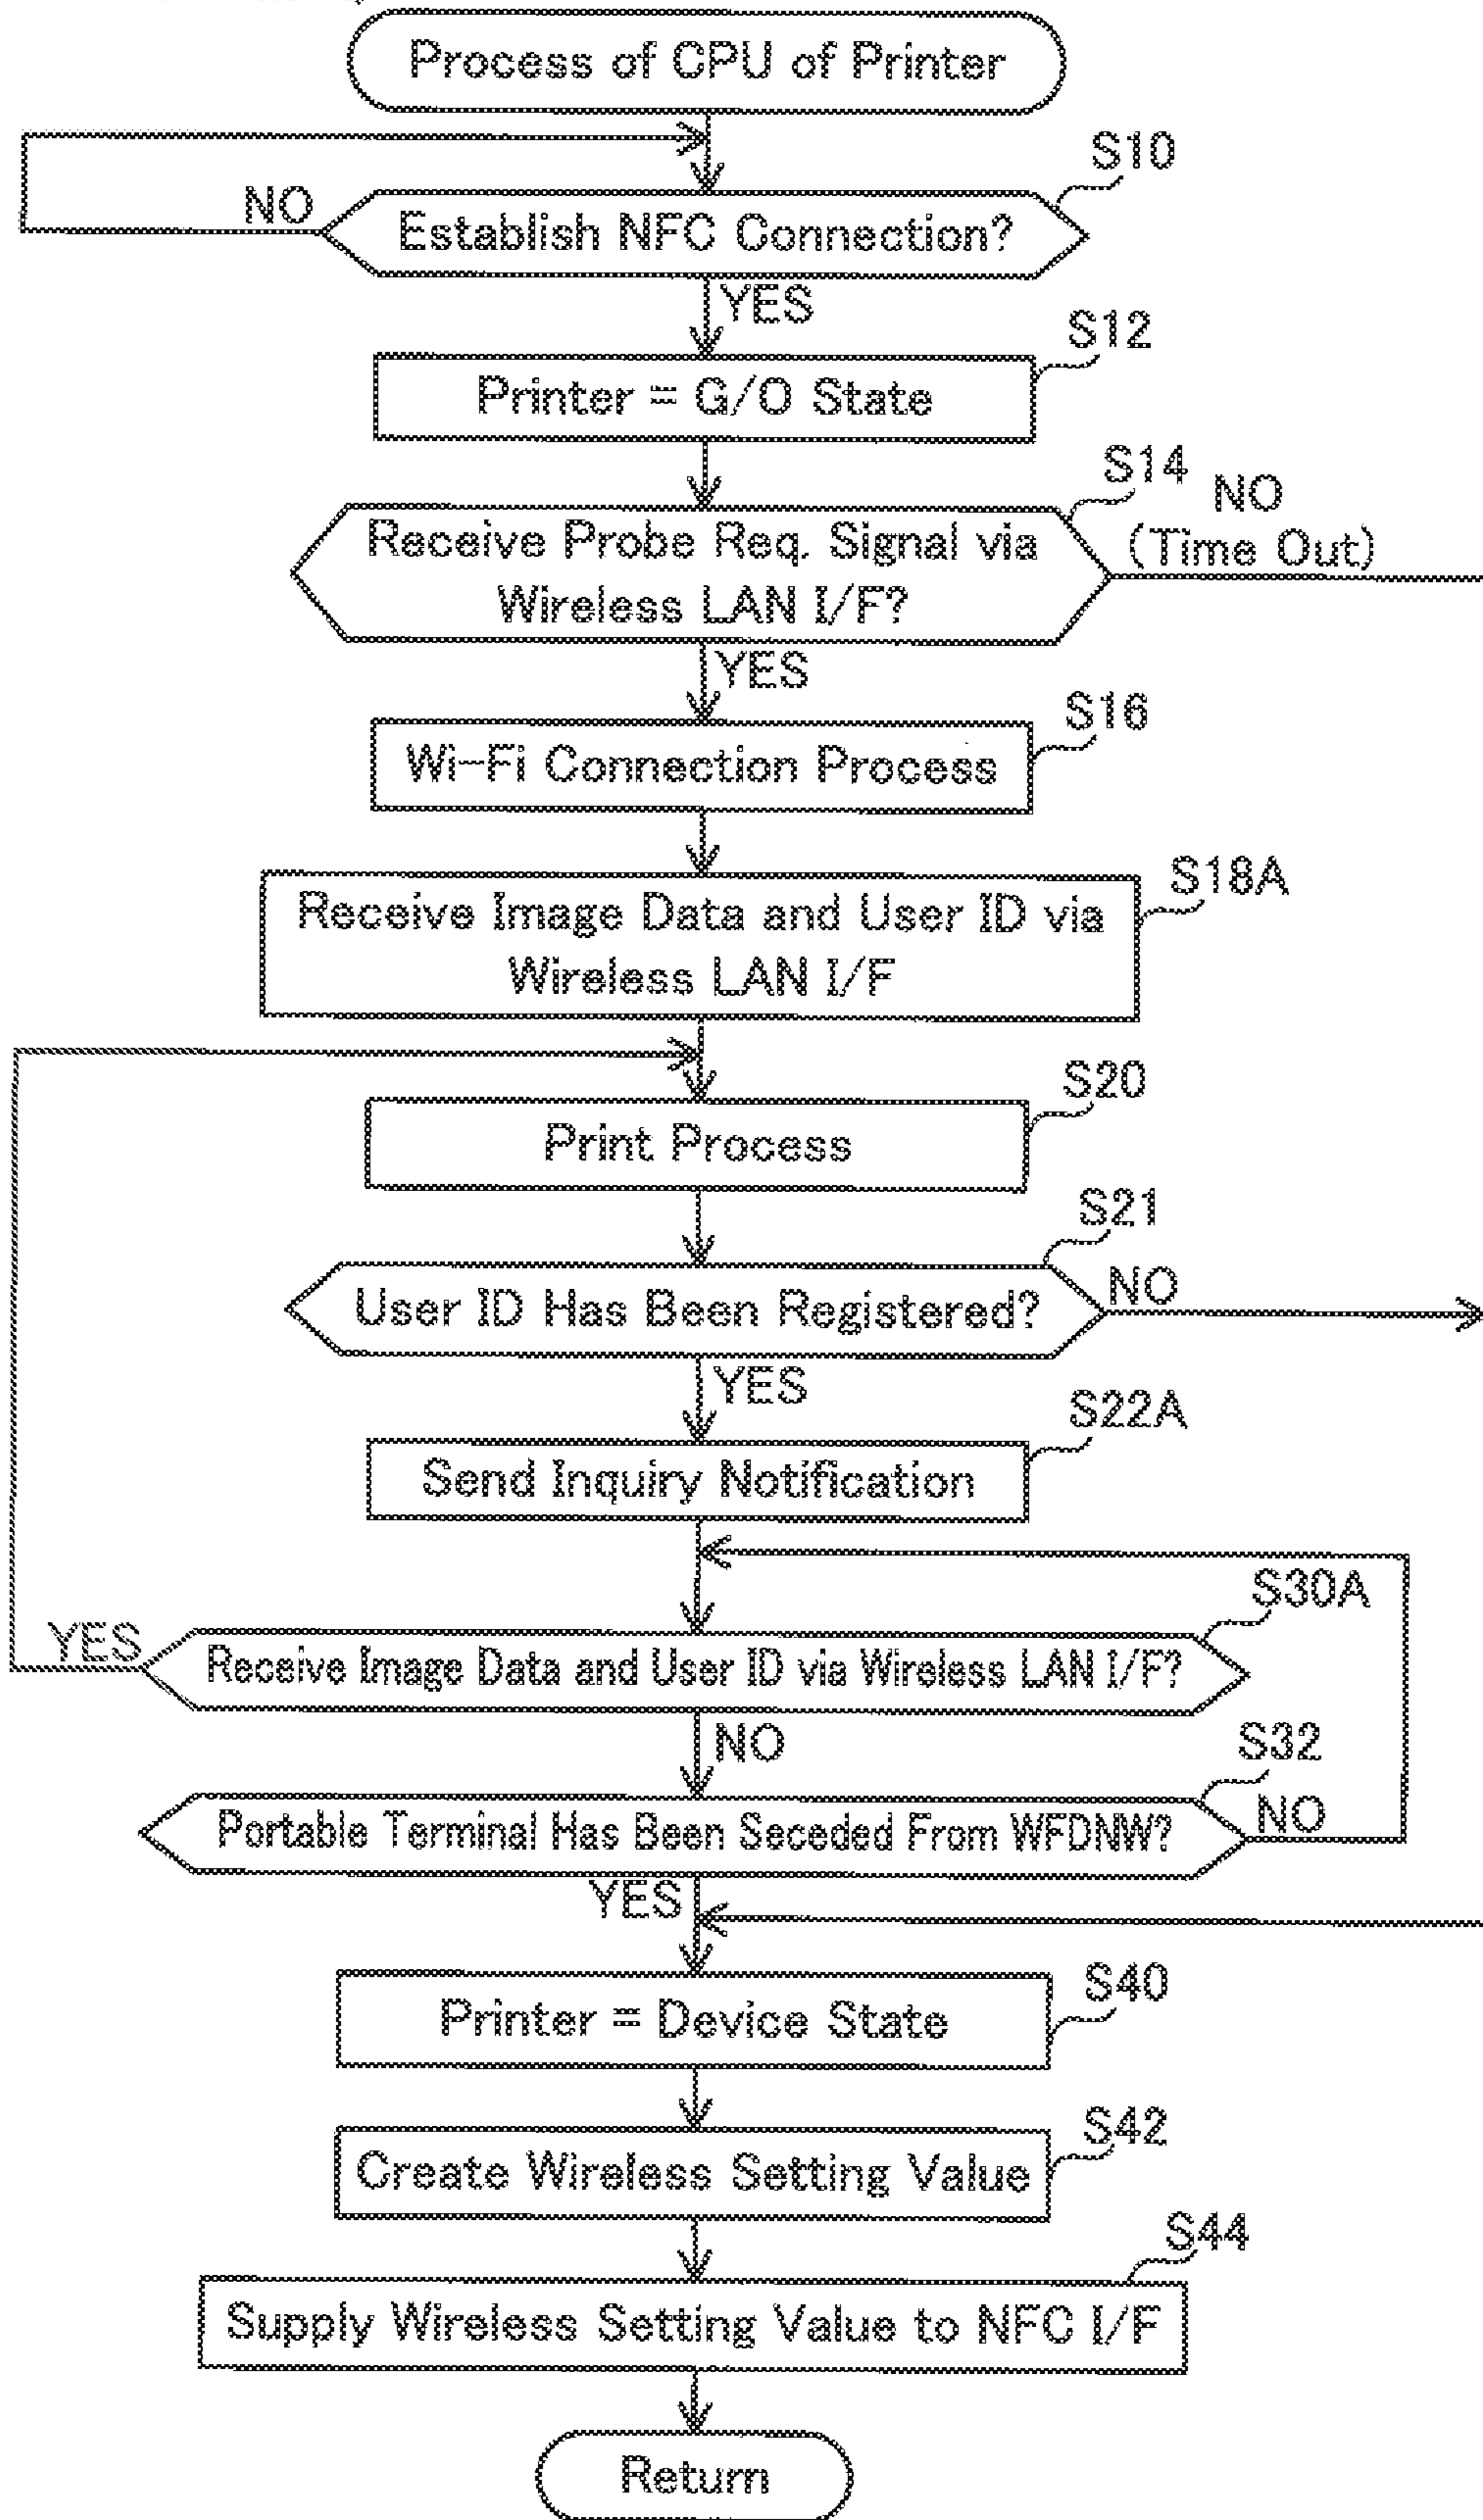 Process of CPU of Printer
S10
NO
Establish NFC Connection?
YES
S12
Printer = G/O State
S14
NO
(Time Out)
Receive Probe Req. Signal via
Wireless LAN I/F?
YES
S16
Wi-Fi Connection Process
S18A
Receive Image Data and User ID via
Wireless LAN I/F
S20
Print Process
S21
User ID Has Been Registered?
NO
YES
S22A
Send Inquiry Notification
S30A
YES
Receive Image Data and User ID via Wireless LAN I/F?
NO
S32
Portable Terminal Has Been Seceded From WFDNW?
NO
YES
S40
Printer = Device State
S42
Create Wireless Setting Value
S44
Supply Wireless Setting Value to NFC I/F
Return